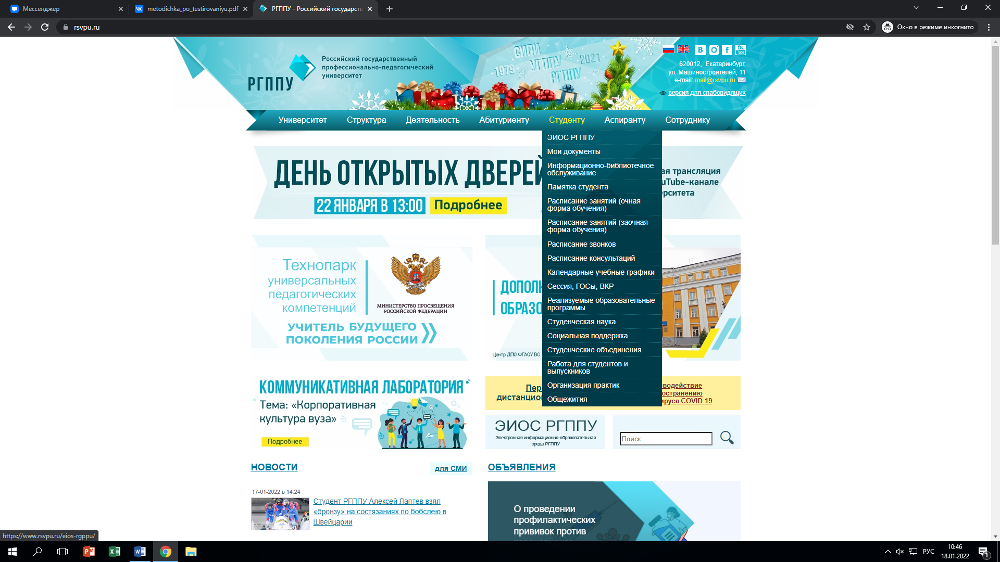 Мессенджер
metodichka_po_testirovaniyu.pdf
РГППУ - Российский государств
rsvpu.ru
Окно в режиме инкогнито
РГППУ
Российский государственный
профессионально-педагогический
университет
СИПИ
1979
УГППУ
2021
РГППУ
620012, Екатеринбург,
ул. Машиностроителей, 11
e-mail: mail@rsvpu.ru
версия для слабовидящих
Университет
Структура
Деятельность
Абитуриенту
Студенту
Аспиранту
Сотруднику
ЭИОС РГППУ
Мои документы
Информационно-библиотечное
обслуживание
Памятка студента
Расписание занятий (очная
форма обучения)
Расписание занятий (заочная
форма обучения)
Расписание звонков
Расписание консультаций
Календарные учебные графики
Сессия, ГОСы, ВКР
Реализуемые образовательные
программы
Студенческая наука
Социальная поддержка
Студенческие объединения
Работа для студентов и
выпускников
Организация практик
Общежития
ДЕНЬ ОТКРЫТЫХ ДВЕРЕЙ
22 ЯНВАРЯ В 13:00
Подробнее
ая трансляция
uTube-канале
ерситета
Технопарк
универсальных
педагогических
компетенций
МИНИСТЕРСТВО ПРОСВЕЩЕНИЯ
РОССИЙСКОЙ ФЕДЕРАЦИИ
УЧИТЕЛЬ БУДУЩЕГО
ПОКОЛЕНИЯ РОССИИ
ДОПОЛ
ОБРАЗО
Центр ДПО ФГАОУ ВО
КОММУНИКАТИВНАЯ ЛАБОРАТОРИЯ
Тема: «Корпоративная
культура вуза»
Подробнее
Пер
дистанцио
водействие
остранению
ируса COVID-19
ЭИОС РГППУ
Электронная информационно-образовательная
среда РГППУ
Поиск
НОВОСТИ
для СМИ
ОБЪЯВЛЕНИЯ
17-01-2022 в 14:24
Студент РГППУ Алексей Лаптев взял
«бронзу» на состязаниях по бобслею в
Швейцарии
О проведении
профилактических
прививок против
https://www.rsvpu.ru/eios-rgppu/
РУС
10:46
18.01.2022
1